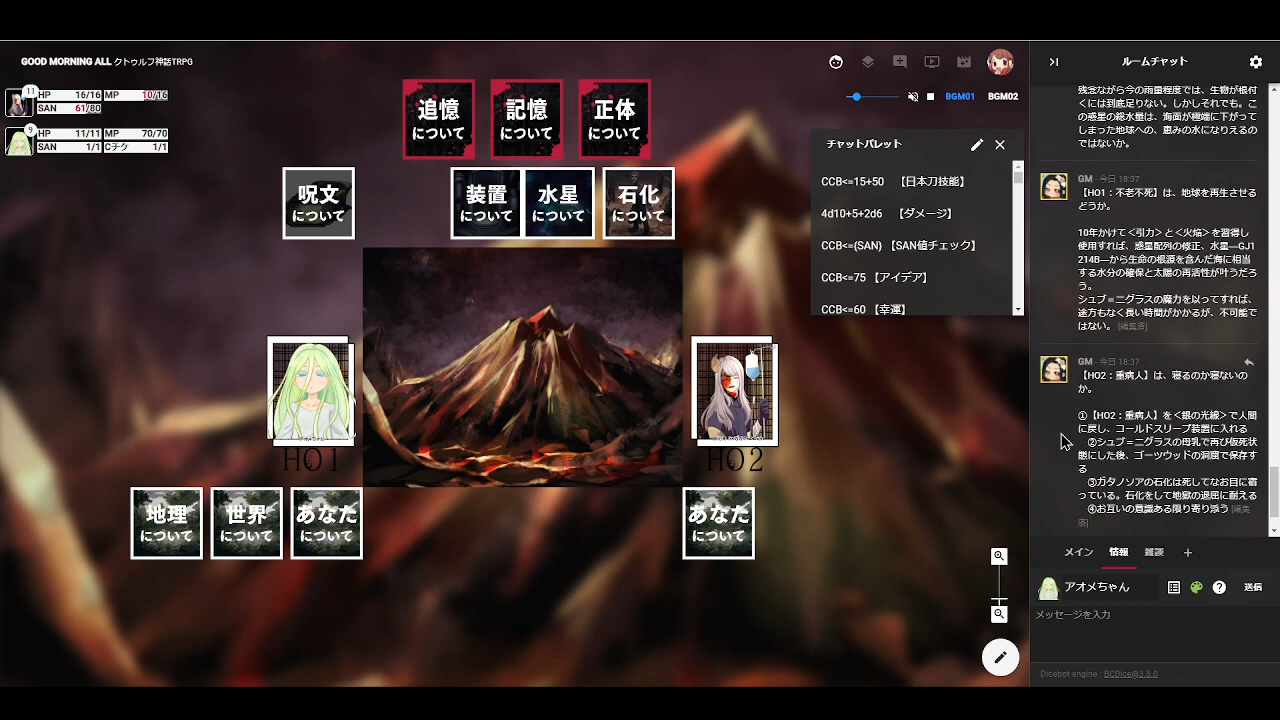 GOOD MORNING ALL クトゥルフ神話TRPG
11
HP 16/16 MP 10/16
SAN 61/80
9
HP 11/11 MP 70/70
SAN 1/1 Cチケ 1/1
追憶
について
記憶
について
正体
について
呪文
について
装置
について
水星
について
石化
について
HO1
HO2
地理
について
世界
について
あなた
について
あなた
について
BGM01 BGM02
チャットパレット
CCB<=15+50 【日本刀技能】
4d10+5+2d6 【ダメージ】
CCB<={SAN} 【SAN値チェック】
CCB<=75 【アイデア】
CCB<=60 【幸運】
ルームチャット
残念ながら今の雨量程度では、生物が根付
くには到底足りない。しかしながら、この
の惑星の総水量は、海面が極端に下がって
しまった地球への、恵みの雨になりえるの
ではないか。
GM - 今日 18:37
【HO1：不老不死】は、地球を再生させる
どうか。
10年かけて＜引力＞と＜火焔＞を習得し
使用すれば、惑星配列の修正、水星―GJ1
214B―から生命の根源を含んだ海に相当
する水分の確保と太陽の再活性が叶うだろ
う。
シュブ＝ニグラスの魔力を以ってすれば、
途方もなく長い時間がかかるが、不可能で
はない。 [編集済]
GM - 今日 18:37
【HO2：重病人】は、寝るのか寝ないの
か。
①【HO2：重病人】を＜銀の光線＞で人間
に戻し、コールドスリープ装置に入れる
②シュブ＝ニグラスの母乳で再び仮死状
態にした後、ゴーツウッドの洞窟で保存す
る
③ガタノソアの石化は死してなお目に宿
っている。石化をして地獄の退屈に耐える
④お互いの意識ある限り寄り添う [編集
済]
メイン 情報 雑談 +
アオメちゃん
送信
メッセージを入力
Dicebot engine : BCDice@3.5.0